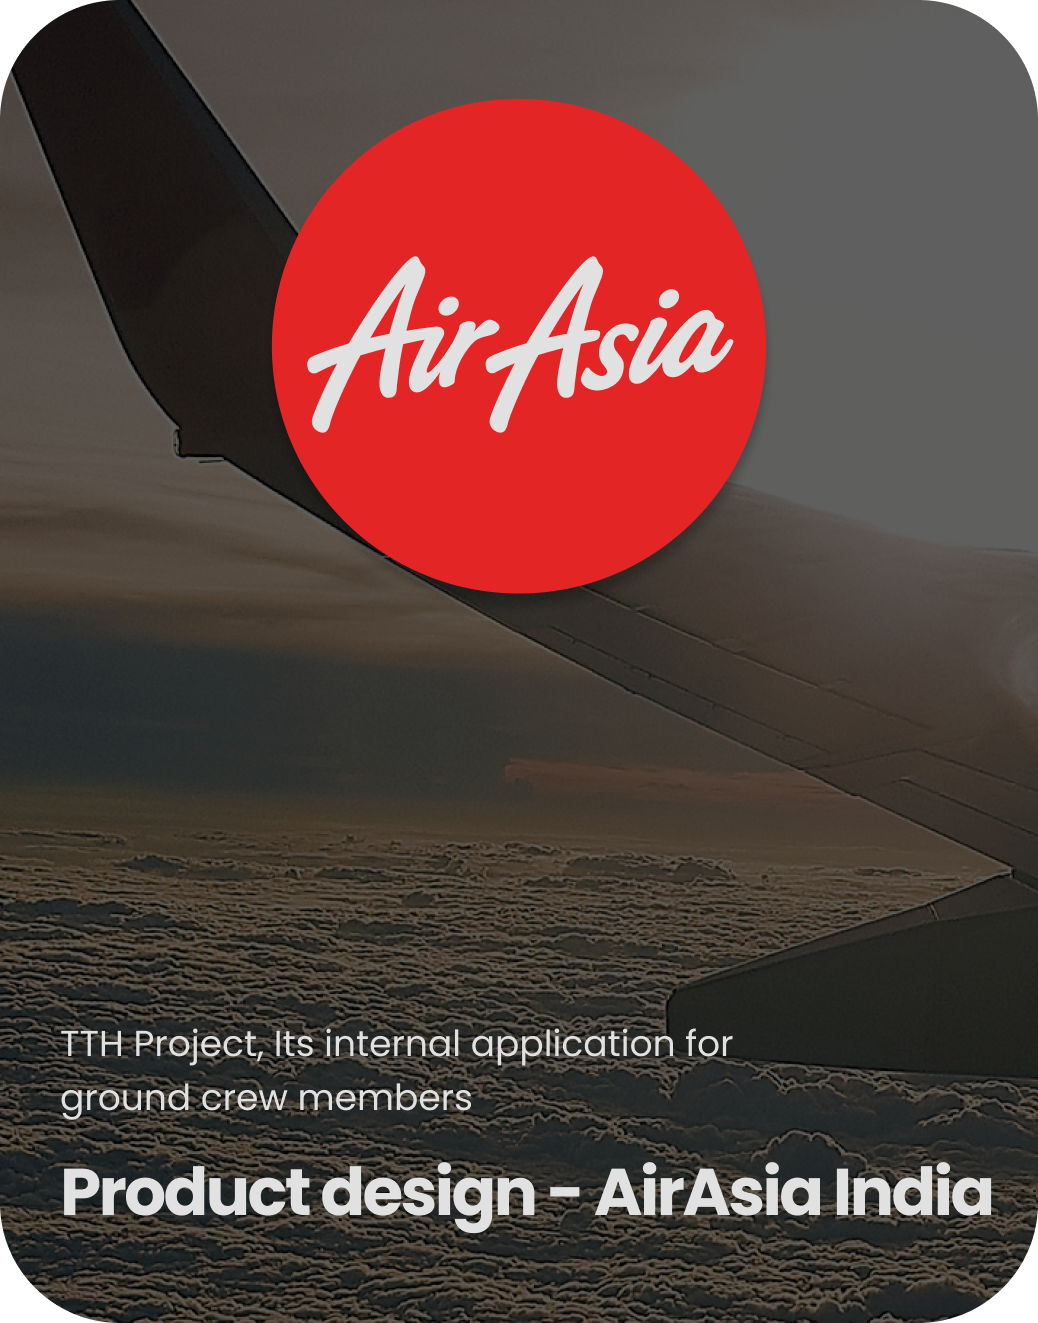 AirAsia
TTH Project, Its internal application for
ground crew members
Product design - AirAsia India